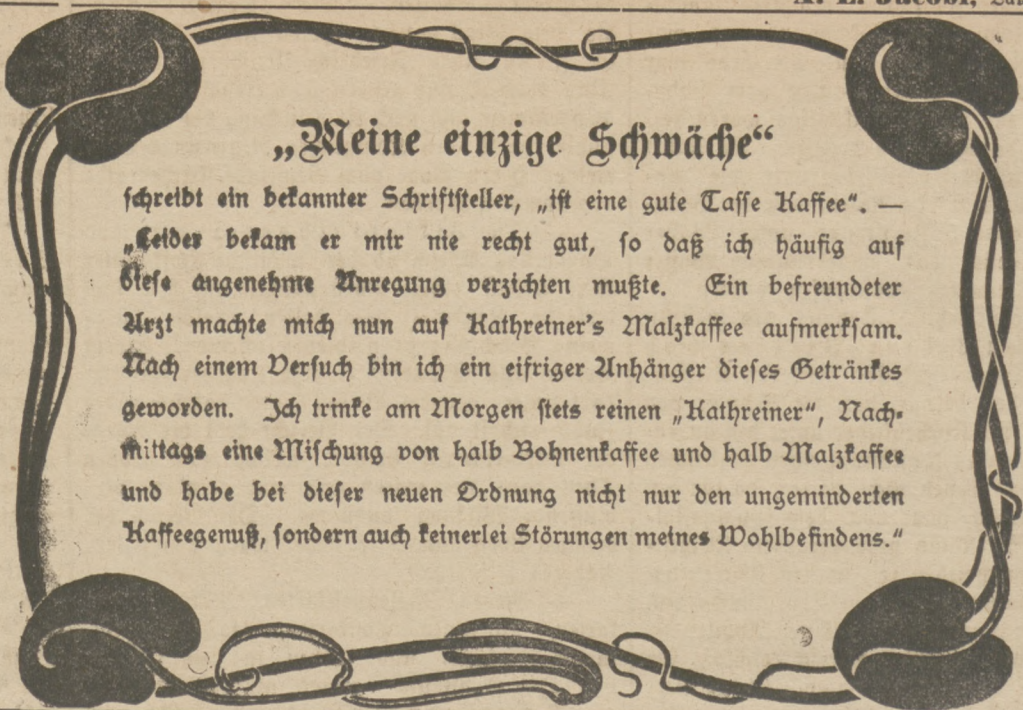 A. L. Jacobi,
„Meine einzige Schwäche“
schreibt ein bekannter Schriftsteller, „ist eine gute Tasse Kaffee“. —
„Leider bekam er mir nie recht gut, so daß ich häufig auf
diese angenehme Anregung verzichten mußte. Ein befreundeter
Arzt machte mich nun auf Kathreiner's Malzkaffee aufmerksam.
Nach einem Versuch bin ich ein eifriger Anhänger dieses Getränkes
geworden. Ich trinke am Morgen stets reinen „Kathreiner“, Nach-
mittags eine Mischung von halb Bohnenkaffee und halb Malzkaffee
und habe bei dieser neuen Ordnung nicht nur den ungeminderten
Kaffeegenuß, sondern auch keinerlei Störungen meines Wohlbefindens.“